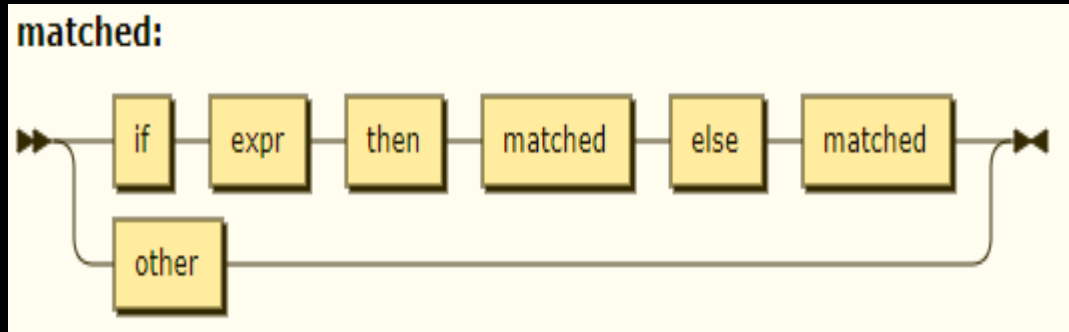 matched:
if expr then matched else matched
other